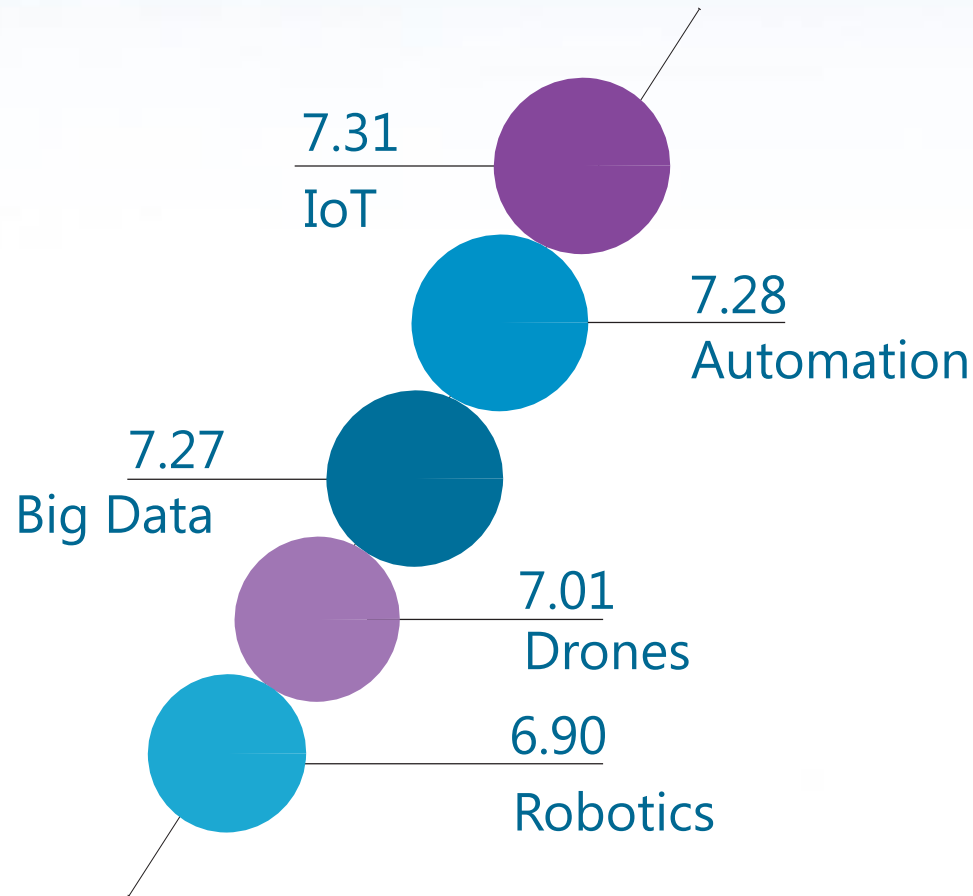 7.31
IoT
7.28
Automation
7.27
Big Data
7.01
Drones
6.90
Robotics